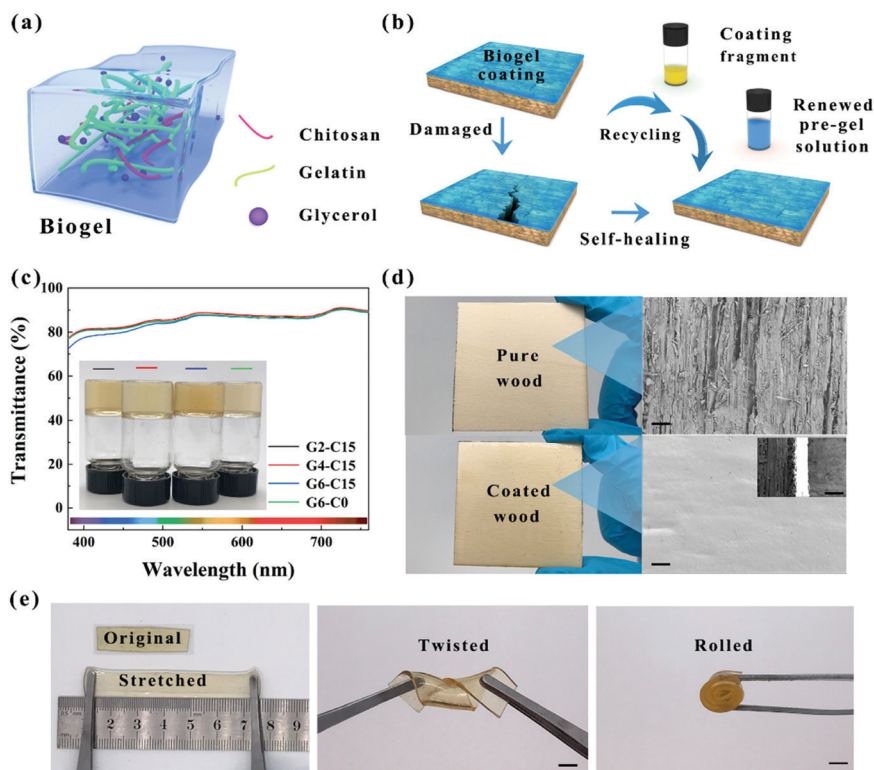 (a)
Chitosan
Gelatin
Glycerol
Biogel
(b)
Biogel
coating
Coating
fragment
Damaged
Recycling
Renewed
pre-gel
solution
Self-healing
(c)
Transmittance (%)
100
80
60
40
20
0
G2-C15
G4-C15
G6-C15
G6-C0
400
500
600
700
Wavelength (nm)
(d)
Pure
wood
Coated
wood
(e)
Original
Stretched
2 3 4 5 6 7 8 9
Twisted
Rolled